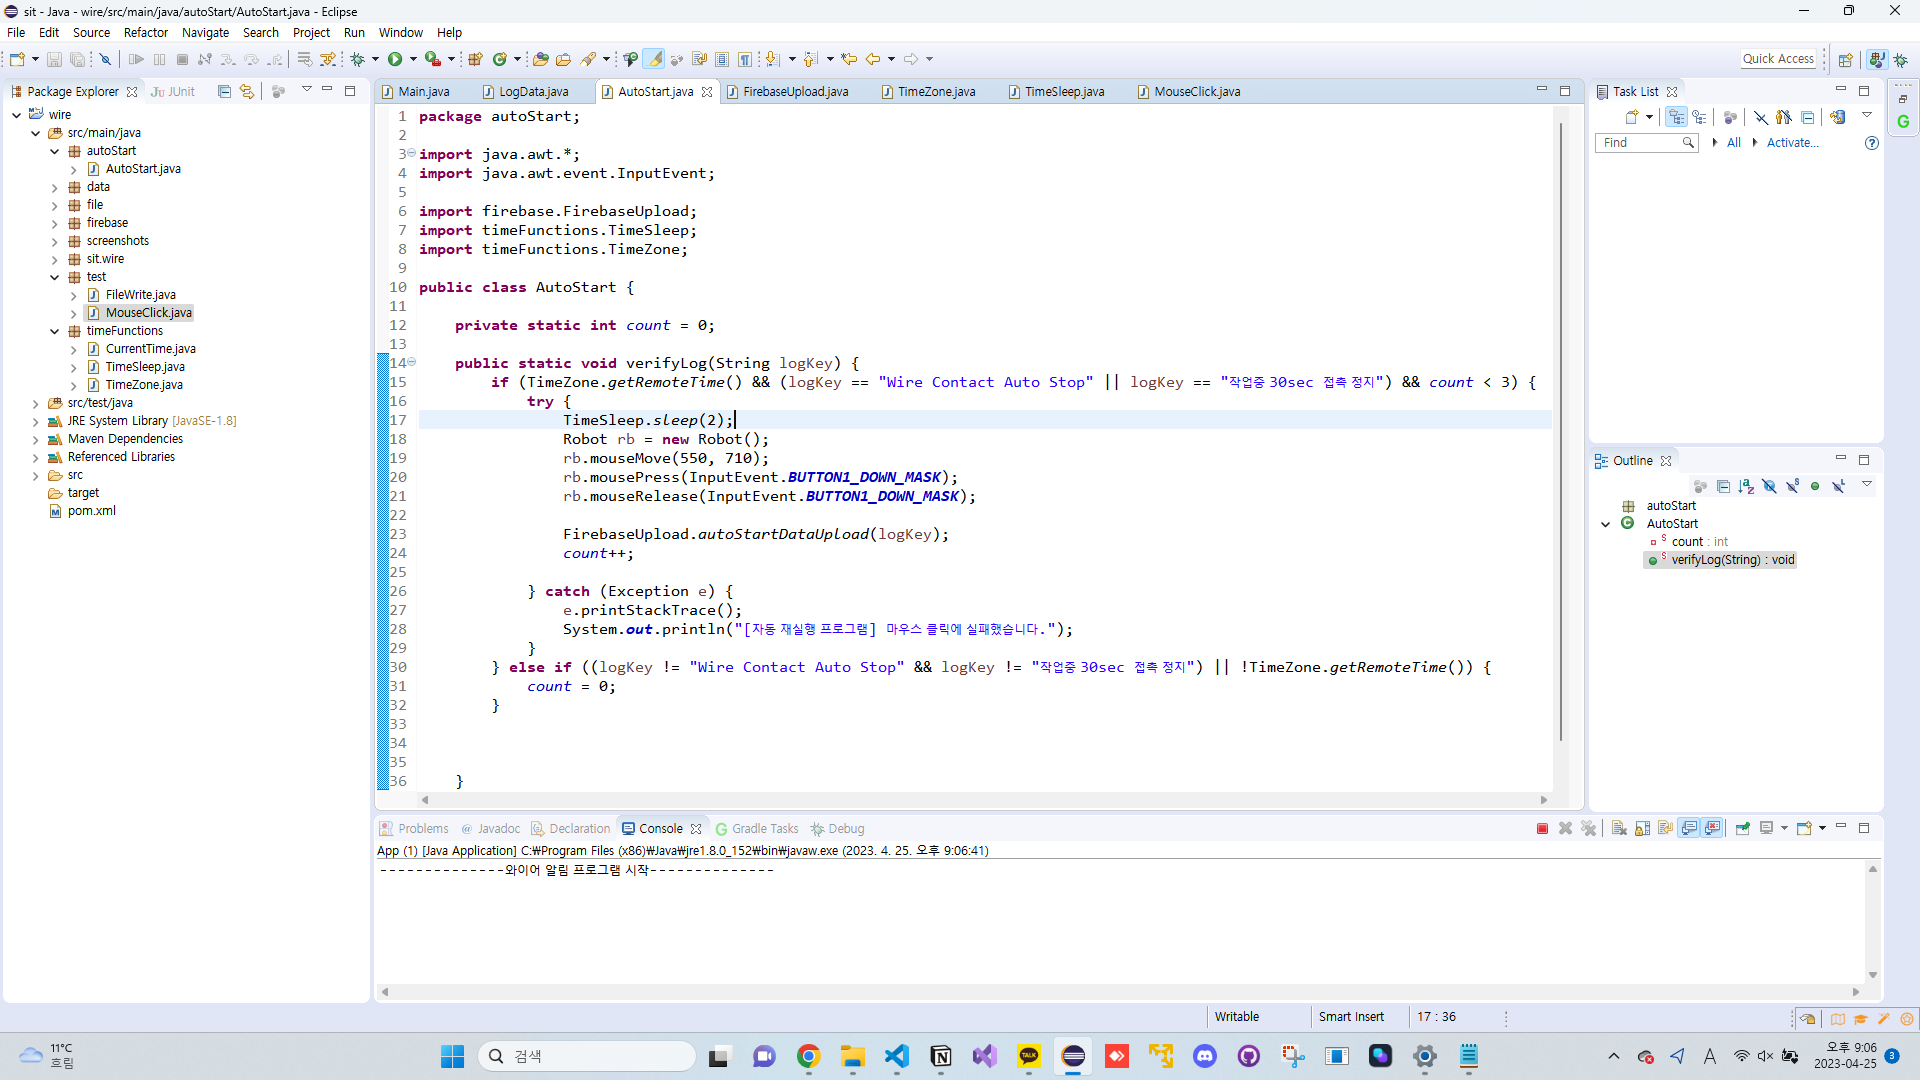 sit - Java - wire/src/main/java/autoStart/AutoStart.java - Eclipse
File Edit Source Refactor Navigate Search Project Run Window Help
Quick Access
Package Explorer JUnit
wire
src/main/java
autoStart
AutoStart.java
data
file
firebase
screenshots
sit.wire
test
FileWrite.java
MouseClick.java
timeFunctions
CurrentTime.java
TimeSleep.java
TimeZone.java
src/test/java
JRE System Library [JavaSE-1.8]
Maven Dependencies
Referenced Libraries
src
target
pom.xml
Main.java LogData.java AutoStart.java FirebaseUpload.java TimeZone.java TimeSleep.java MouseClick.java
1 package autoStart;
2
3 import java.awt.*;
4 import java.awt.event.InputEvent;
5
6 import firebase.FirebaseUpload;
7 import timeFunctions.TimeSleep;
8 import timeFunctions.TimeZone;
9
10 public class AutoStart {
11
12 private static int count = 0;
13
14 public static void verifyLog(String logKey) {
15 if (TimeZone.getRemoteTime() && (logKey == "Wire Contact Auto Stop" || logKey == "작업중 30sec 접촉 정지") && count < 3) {
16 try {
17 TimeSleep.sleep(2);
18 Robot rb = new Robot();
19 rb.mouseMove(550, 710);
20 rb.mousePress(InputEvent.BUTTON1_DOWN_MASK);
21 rb.mouseRelease(InputEvent.BUTTON1_DOWN_MASK);
22
23 FirebaseUpload.autoStartDataUpload(logKey);
24 count++;
25
26 } catch (Exception e) {
27 e.printStackTrace();
28 System.out.println("[자동 재실행 프로그램] 마우스 클릭에 실패했습니다.");
29 }
30 } else if ((logKey != "Wire Contact Auto Stop" && logKey != "작업중 30sec 접촉 정지") || !TimeZone.getRemoteTime()) {
31 count = 0;
32 }
33
34
35
36 }
Task List
Find All Activate...
Outline
autoStart
AutoStart
count : int
verifyLog(String) : void
Problems Javadoc Declaration Console Gradle Tasks Debug
App (1) [Java Application] C:₩Program Files (x86)₩Java₩jre1.8.0_152₩bin₩javaw.exe (2023. 4. 25. 오후 9:06:41)
--------------와이어 알림 프로그램 시작--------------
Writable Smart Insert 17 : 36
11°C
흐림
검색
TALK
A
오후 9:06
2023-04-25
3